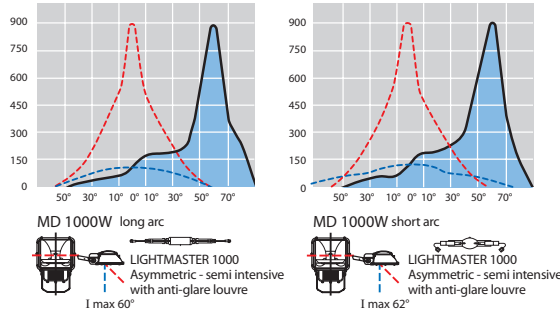 900
750
600
450
300
150
0
50° 30° 10° 0° 10° 30° 50° 70°
MD 1000W long arc
LIGHTMASTER 1000
Asymmetric - semi intensive
with anti-glare louvre
I max 60°
900
750
600
450
300
150
0
50° 30° 10° 0° 10° 30° 50° 70°
MD 1000W short arc
LIGHTMASTER 1000
Asymmetric - semi intensive
with anti-glare louvre
I max 62°